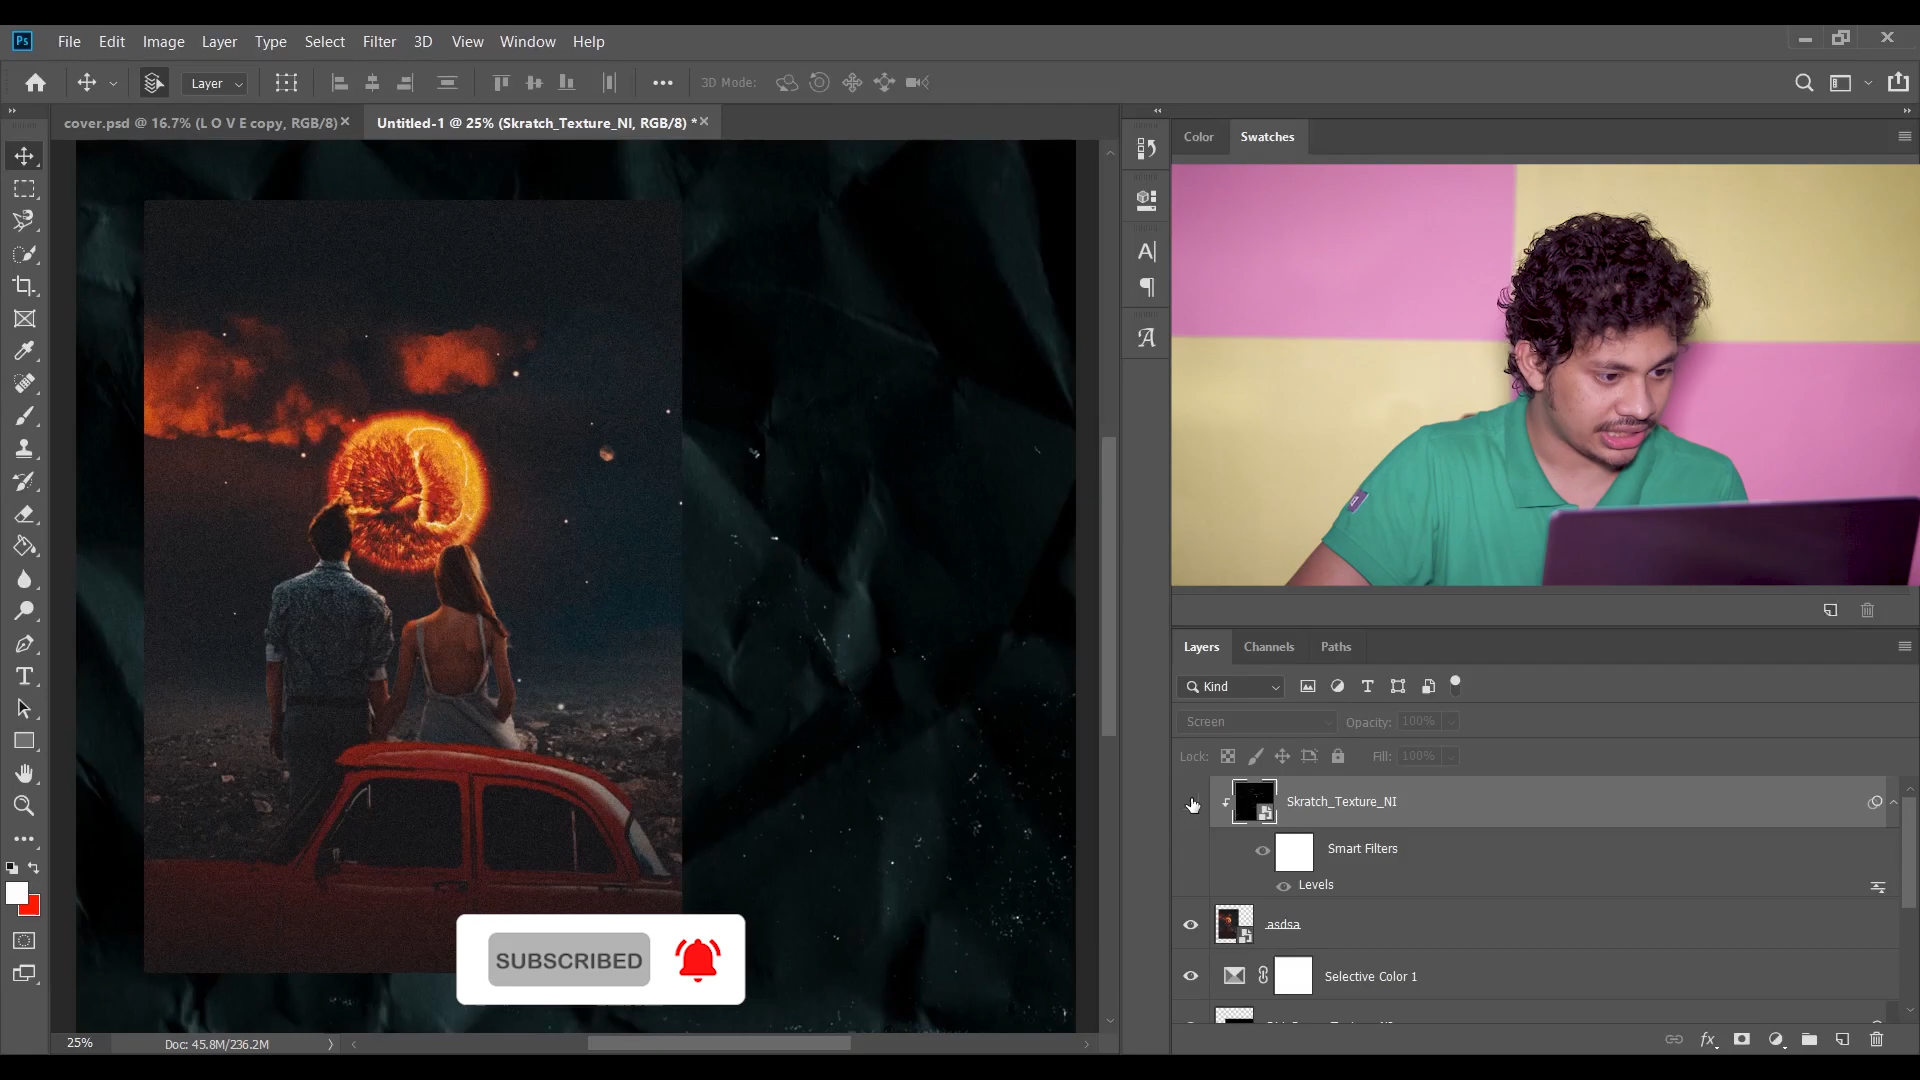 Ps File Edit Image Layer Type Select Filter 3D View Window Help
Layer 3D Mode:
cover.psd @ 16.7% (L O V E copy, RGB/8) Untitled-1 @ 25% (Skratch_Texture_NI, RGB/8) *
Color Swatches
SUBSCRIBED
25% Doc: 45.8M/236.2M
Layers Channels Paths
Kind
Screen Opacity: 100%
Lock: Fill: 100%
Skratch_Texture_NI
Smart Filters
Levels
asdsa
Selective Color 1
fx